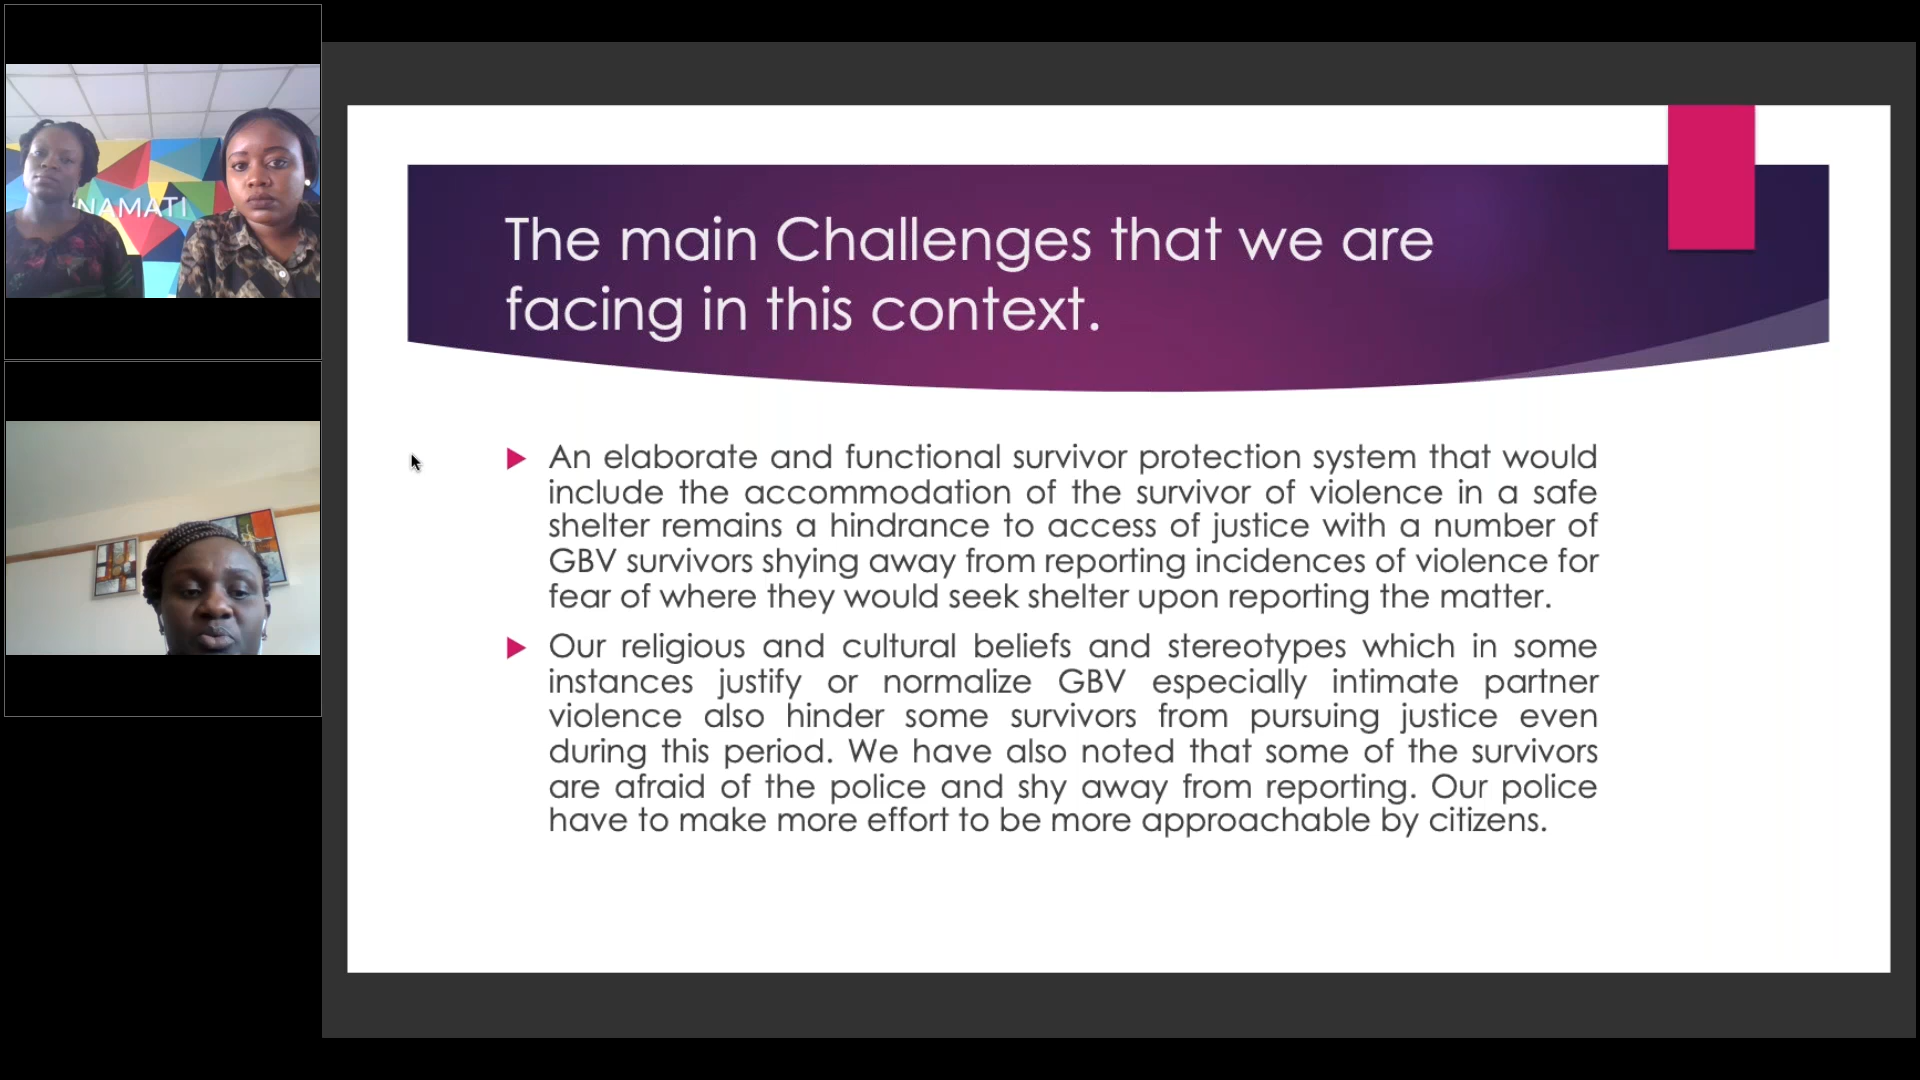 NAMATI
The main Challenges that we are
facing in this context.
An elaborate and functional survivor protection system that would
include the accommodation of the survivor of violence in a safe
shelter remains a hindrance to access of justice with a number of
GBV survivors shying away from reporting incidences of violence for
fear of where they would seek shelter upon reporting the matter.
Our religious and cultural beliefs and stereotypes which in some
instances justify or normalize GBV especially intimate partner
violence also hinder some survivors from pursuing justice even
during this period. We have also noted that some of the survivors
are afraid of the police and shy away from reporting. Our police
have to make more effort to be more approachable by citizens.